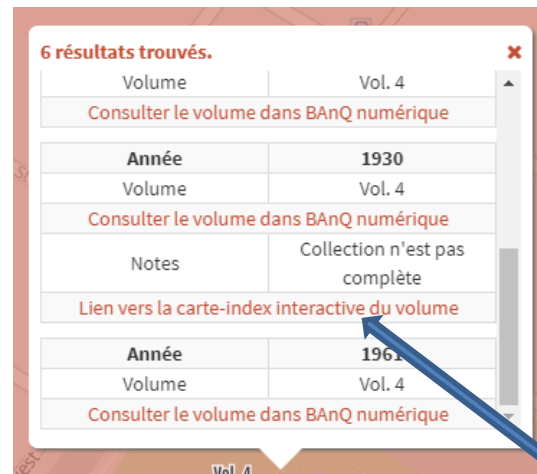 6 résultats trouvés. ✖
Volume Vol. 4
Consulter le volume dans BAnQ numérique
Année 1930
Volume Vol. 4
Consulter le volume dans BAnQ numérique
Notes Collection n'est pas complète
Lien vers la carte-index interactive du volume
Année 1961
Volume Vol. 4
Consulter le volume dans BAnQ numérique
Vol. 4